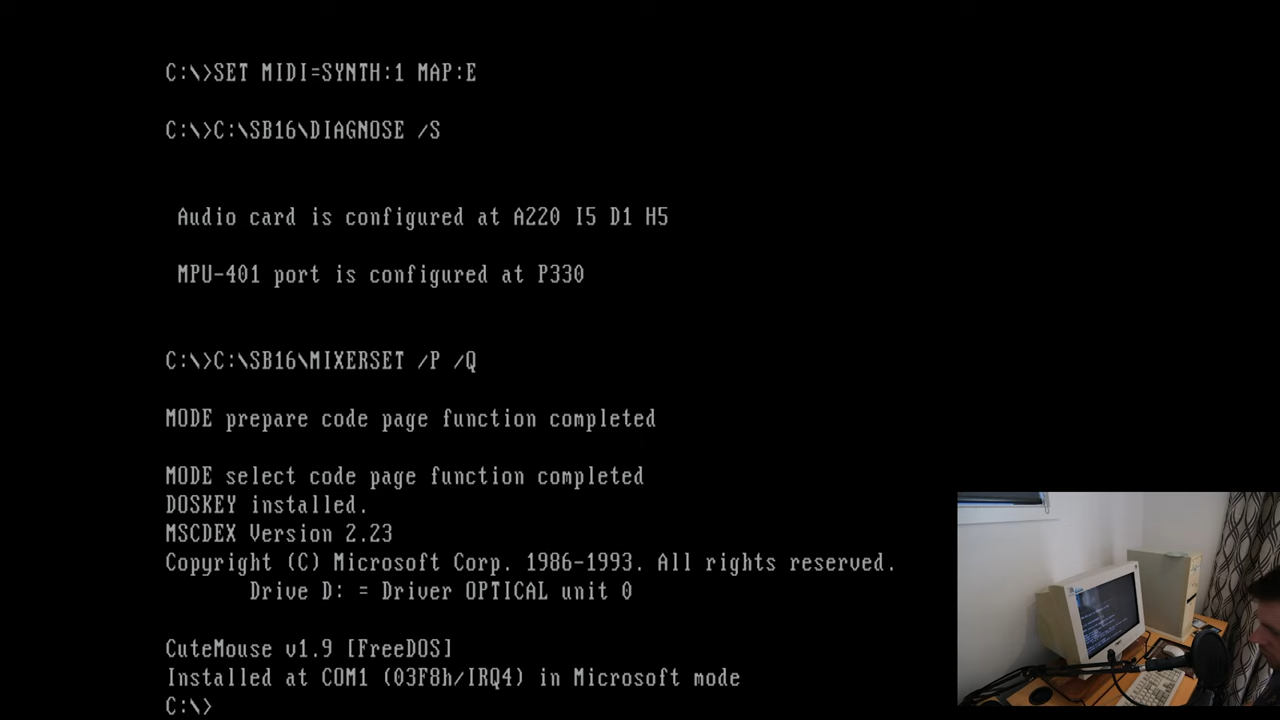 C:\>SET MIDI=SYNTH:1 MAP:E
C:\>C:\SB16\DIAGNOSE /S
Audio card is configured at A220 I5 D1 H5
MPU-401 port is configured at P330
C:\>C:\SB16\MIXERSET /P /Q
MODE prepare code page function completed
MODE select code page function completed
DOSKEY installed.
MSCDEX Version 2.23
Copyright (C) Microsoft Corp. 1986-1993. All rights reserved.
Drive D: = Driver OPTICAL unit 0
CuteMouse v1.9 [FreeDOS]
Installed at COM1 (03F8h/IRQ4) in Microsoft mode
C:\>